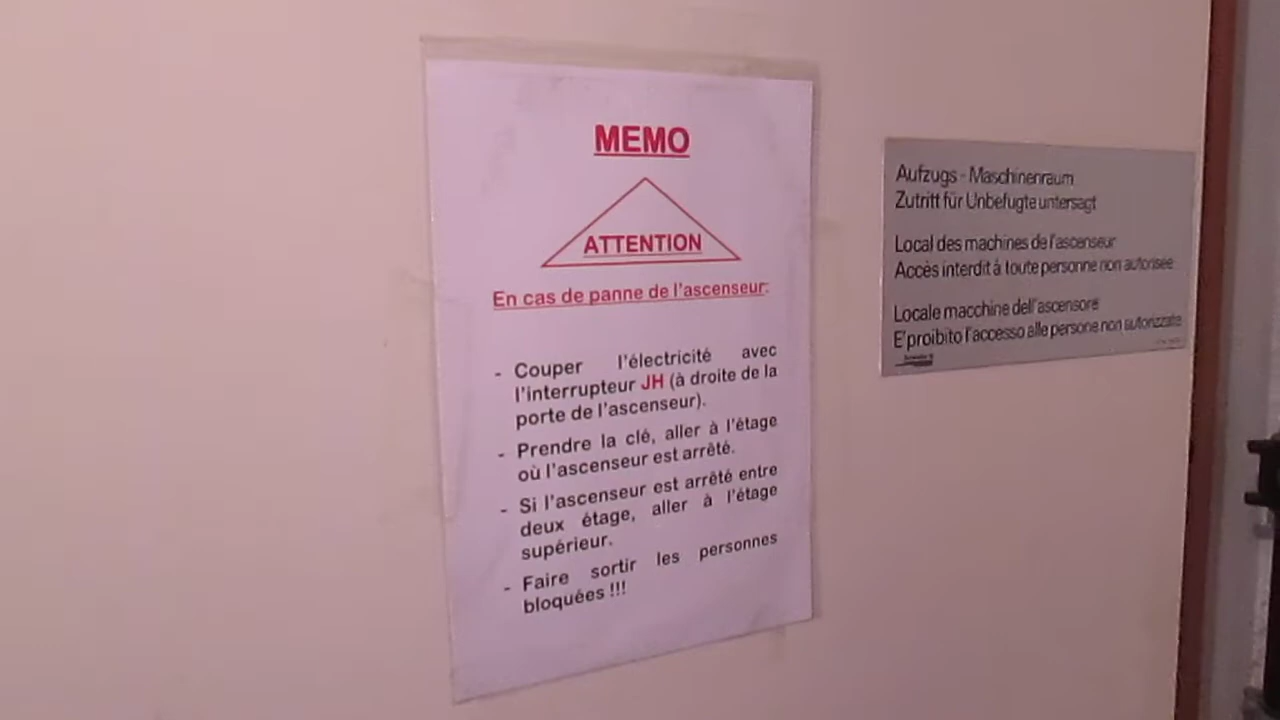 MEMO
ATTENTION
En cas de panne de l'ascenseur:
- Couper l'électricité avec
l'interrupteur JH (à droite de la
porte de l'ascenseur).
- Prendre la clé, aller à l'étage
où l'ascenseur est arrêté.
- Si l'ascenseur est arrêté entre
deux étage, aller à l'étage
supérieur.
- Faire sortir les personnes
bloquées !!!
Aufzugs - Maschinenraum
Zutritt für Unbefugte untersagt
Local des machines de l'ascenseur
Accès interdit à toute personne non autorisée
Locale macchine dell'ascensore
E'proibito l'accesso alle persone non autorizzate